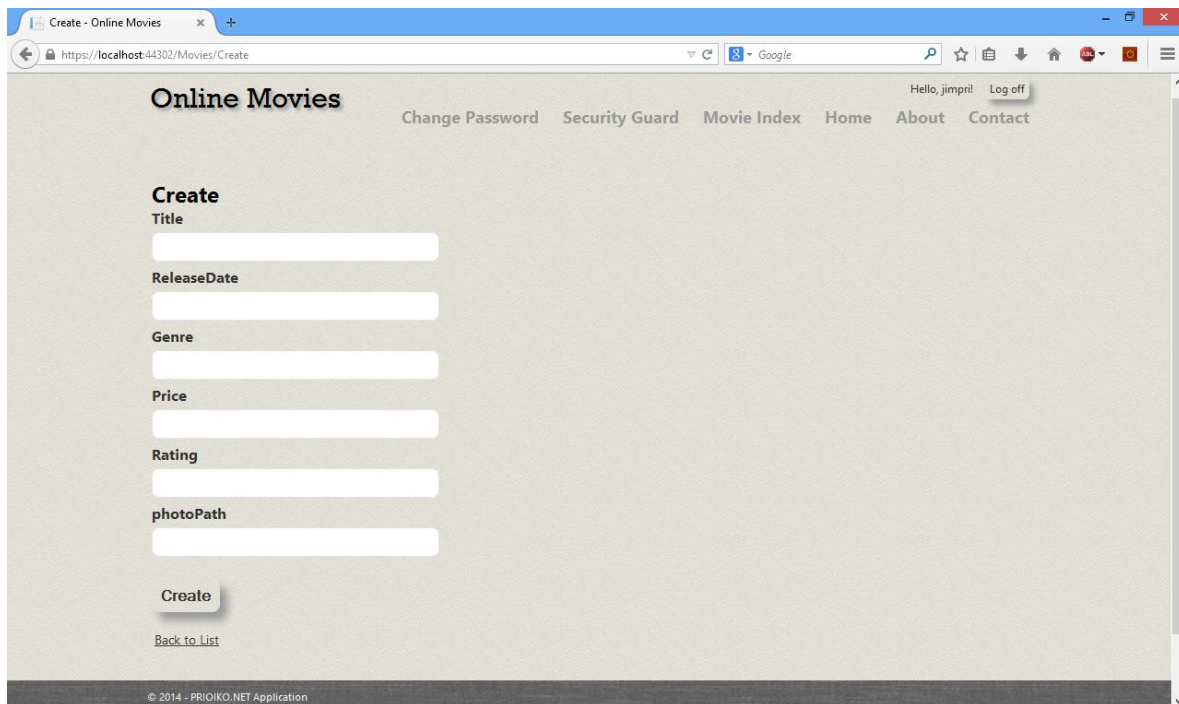 Create - Online Movies
https://localhost:44302/Movies/Create
8 Google
ABL
Online Movies
Hello, jimpri! Log off
Change Password Security Guard Movie Index Home About Contact
Create
Title
ReleaseDate
Genre
Price
Rating
photoPath
Create
Back to List
© 2014 - PRIOIKO.NET Application